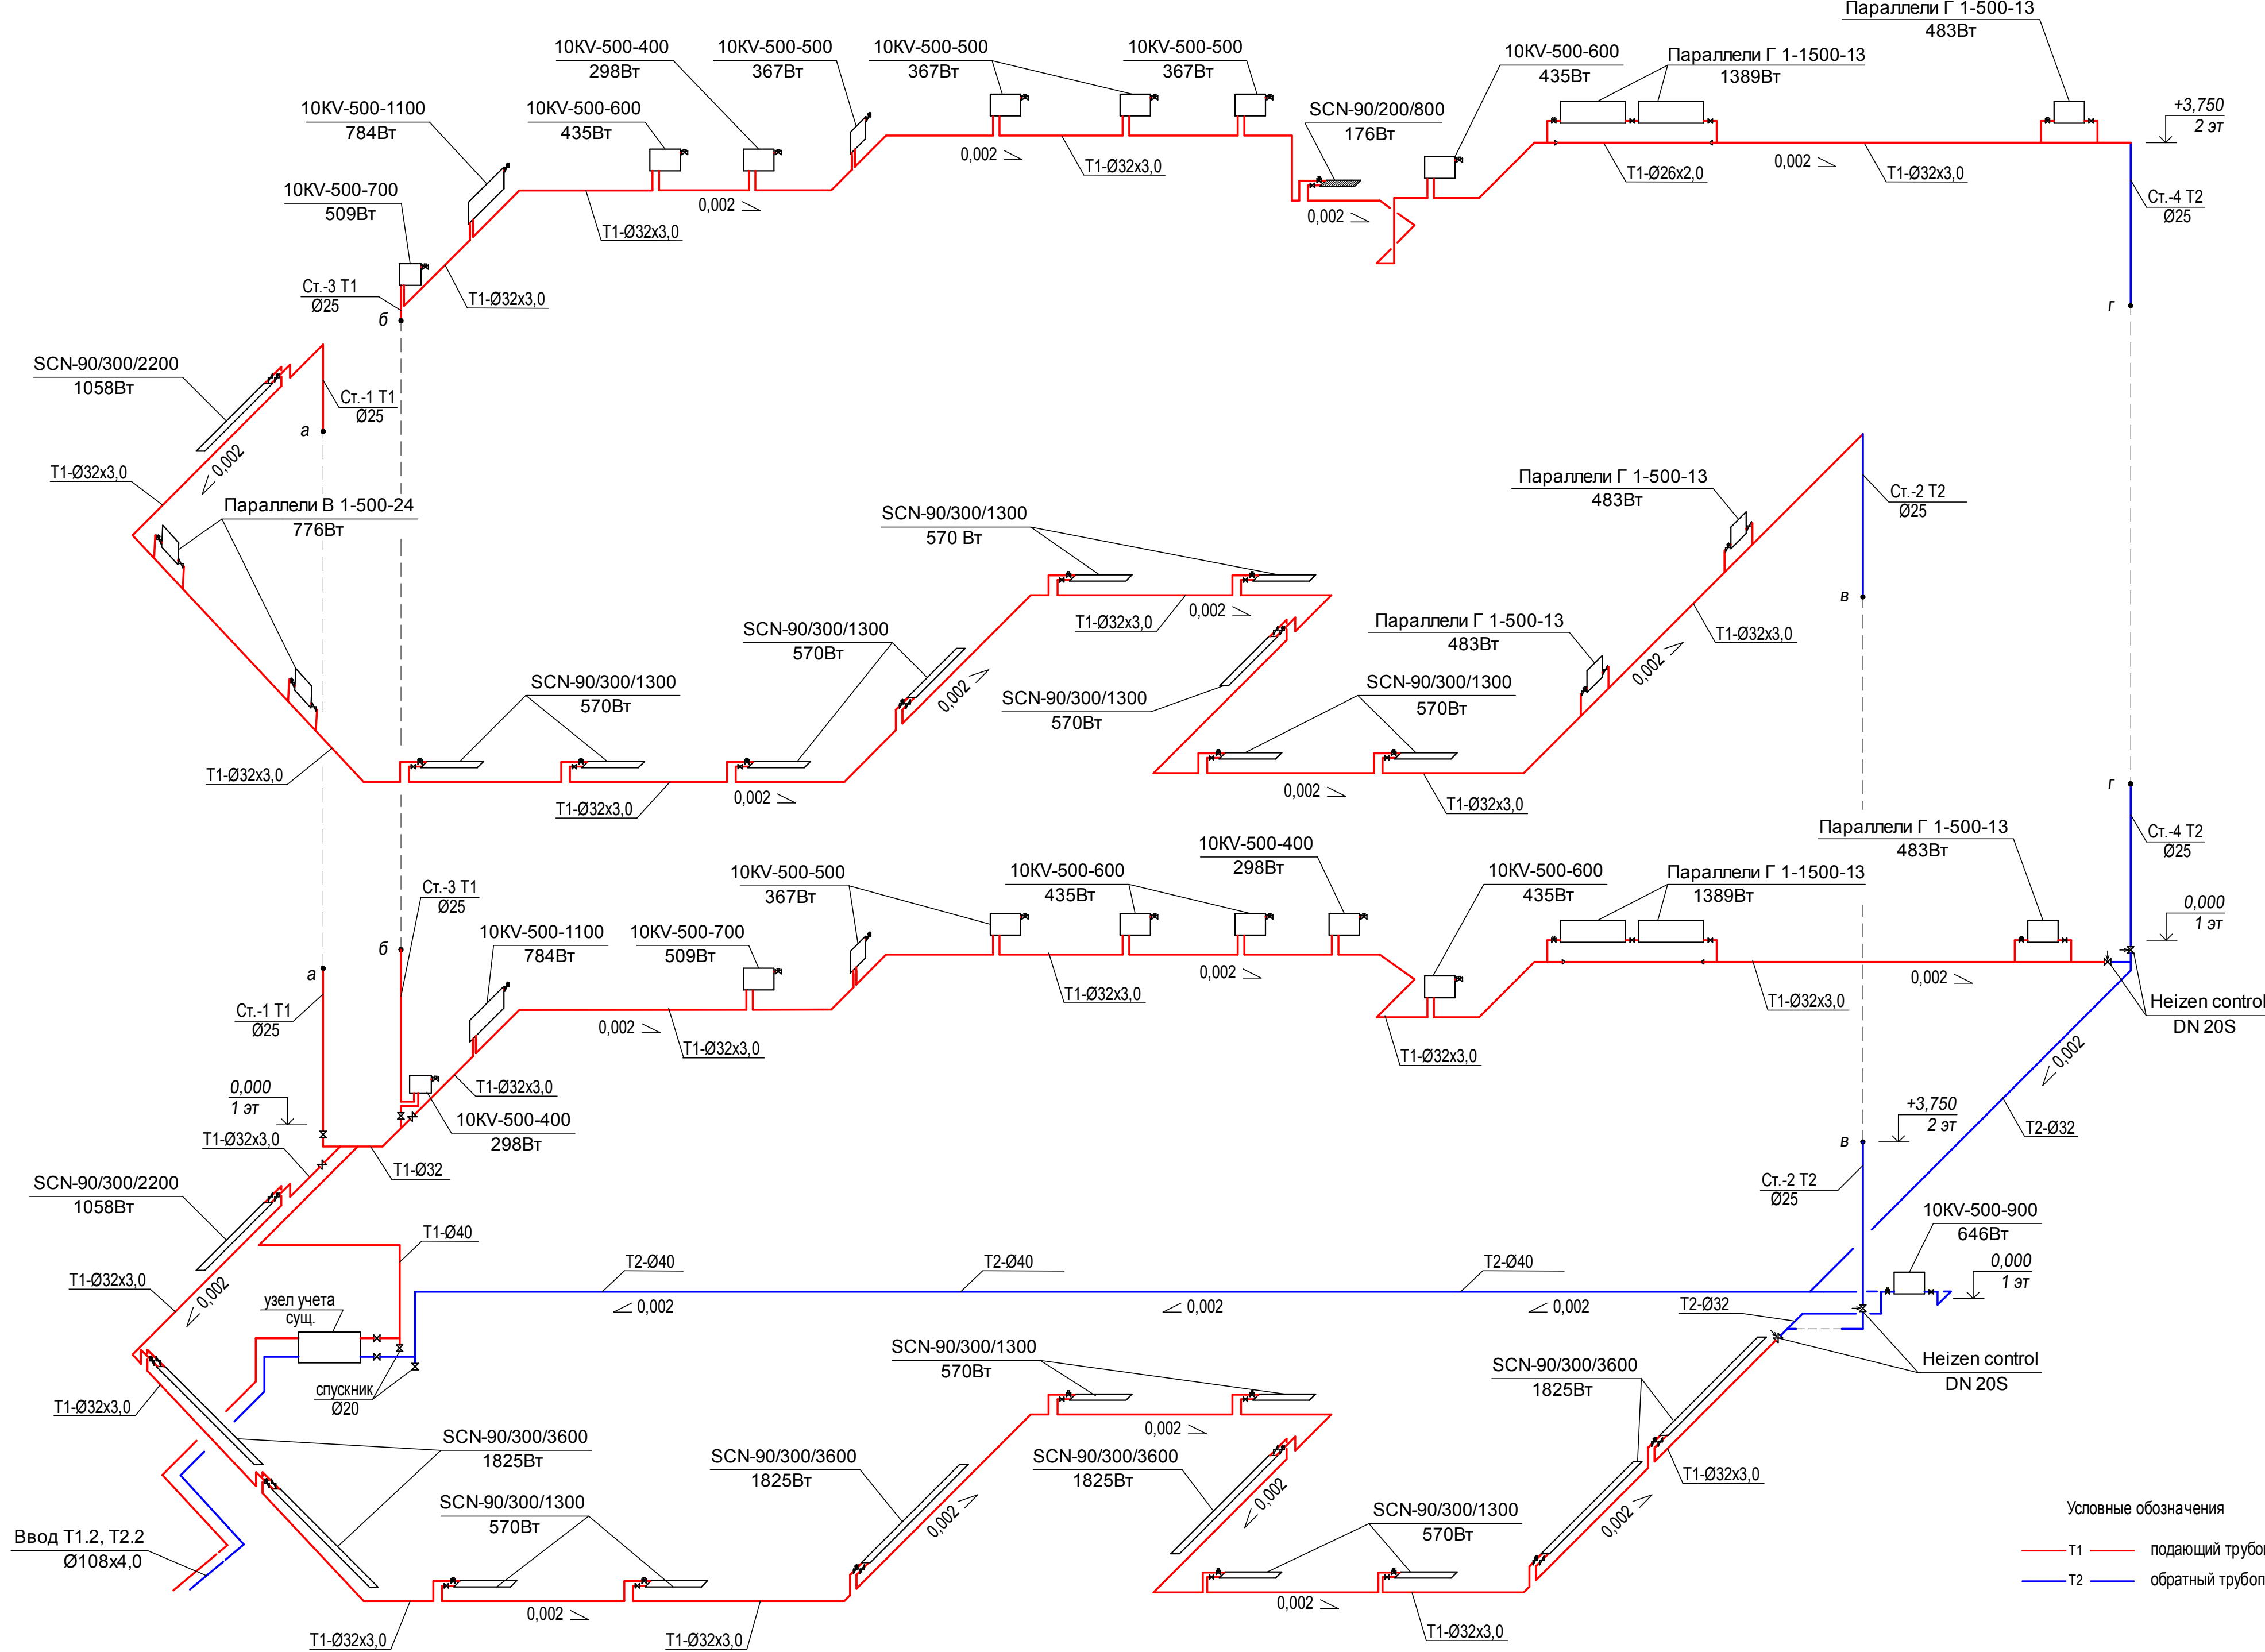 Параллели Г 1-500-13
483Вт
10KV-500-400
298Вт
10KV-500-500
367Вт
10KV-500-500
367Вт
10KV-500-500
367Вт
10KV-500-600
435Вт
Параллели Г 1-1500-13
1389Вт
10KV-500-1100
784Вт
10KV-500-600
435Вт
SCN-90/200/800
176Вт
+3,750
2 эт
0,002
T1-Ø32x3,0
T1-Ø26x2,0
0,002
T1-Ø32x3,0
10KV-500-700
509Вт
0,002
T1-Ø32x3,0
0,002
Ст.-4 Т2
Ø25
Ст.-3 Т1
Ø25
T1-Ø32x3,0
б
г
SCN-90/300/2200
1058Вт
Ст.-1 Т1
Ø25
а
0,002
T1-Ø32x3,0
Параллели В 1-500-24
776Вт
SCN-90/300/1300
570 Вт
Параллели Г 1-500-13
483Вт
Ст.-2 Т2
Ø25
в
0,002
T1-Ø32x3,0
SCN-90/300/1300
570Вт
Параллели Г 1-500-13
483Вт
T1-Ø32x3,0
0,002
SCN-90/300/1300
570Вт
0,002
SCN-90/300/1300
570Вт
SCN-90/300/1300
570Вт
T1-Ø32x3,0
T1-Ø32x3,0
0,002
0,002
T1-Ø32x3,0
г
Параллели Г 1-500-13
483Вт
Ст.-4 Т2
Ø25
10KV-500-400
298Вт
10KV-500-500
367Вт
10KV-500-600
435Вт
10KV-500-600
435Вт
Параллели Г 1-1500-13
1389Вт
Ст.-3 Т1
Ø25
0,000
1 эт
10KV-500-1100
784Вт
10KV-500-700
509Вт
б
а
0,002
0,002
T1-Ø32x3,0
T1-Ø32x3,0
Heizen control
DN 20S
Ст.-1 Т1
Ø25
0,002
T1-Ø32x3,0
T1-Ø32x3,0
0,002
0,000
1 эт
T1-Ø32x3,0
10KV-500-400
298Вт
+3,750
2 эт
T2-Ø32
T1-Ø32x3,0
в
T1-Ø32
SCN-90/300/2200
1058Вт
Ст.-2 Т2
Ø25
10KV-500-900
646Вт
T1-Ø40
T2-Ø40
T2-Ø40
T2-Ø40
0,000
1 эт
T1-Ø32x3,0
0,002
узел учета
сущ.
0,002
0,002
0,002
T2-Ø32
SCN-90/300/1300
570Вт
SCN-90/300/3600
1825Вт
Heizen control
DN 20S
спускник
Ø20
T1-Ø32x3,0
0,002
SCN-90/300/3600
1825Вт
SCN-90/300/3600
1825Вт
SCN-90/300/3600
1825Вт
T1-Ø32x3,0
SCN-90/300/1300
570Вт
0,002
0,002
SCN-90/300/1300
570Вт
0,002
Условные обозначения
Ввод Т1.2, Т2.2
Ø108x4,0
Т1 подающий трубо
Т2 обратный трубоп
0,002
0,002
T1-Ø32x3,0
T1-Ø32x3,0
T1-Ø32x3,0